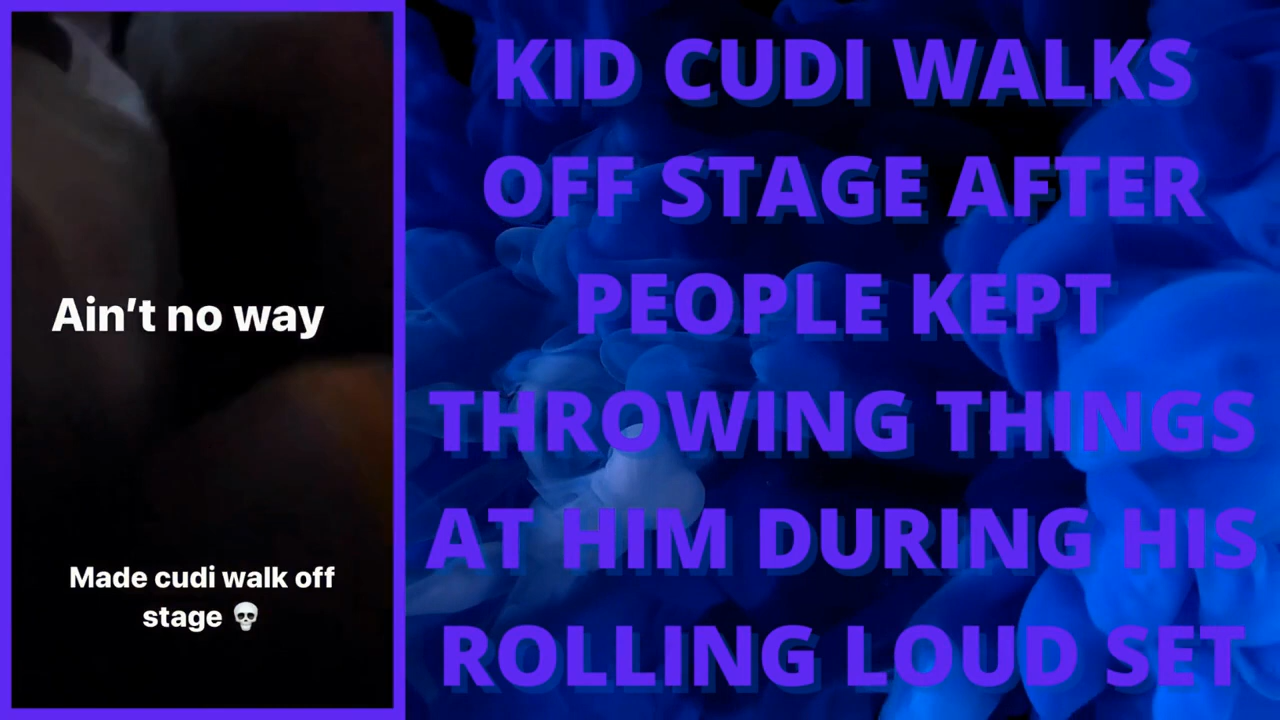 Ain't no way
Made cudi walk off
stage 💀
KID CUDI WALKS
OFF STAGE AFTER
PEOPLE KEPT
THROWING THINGS
AT HIM DURING HIS
ROLLING LOUD SET